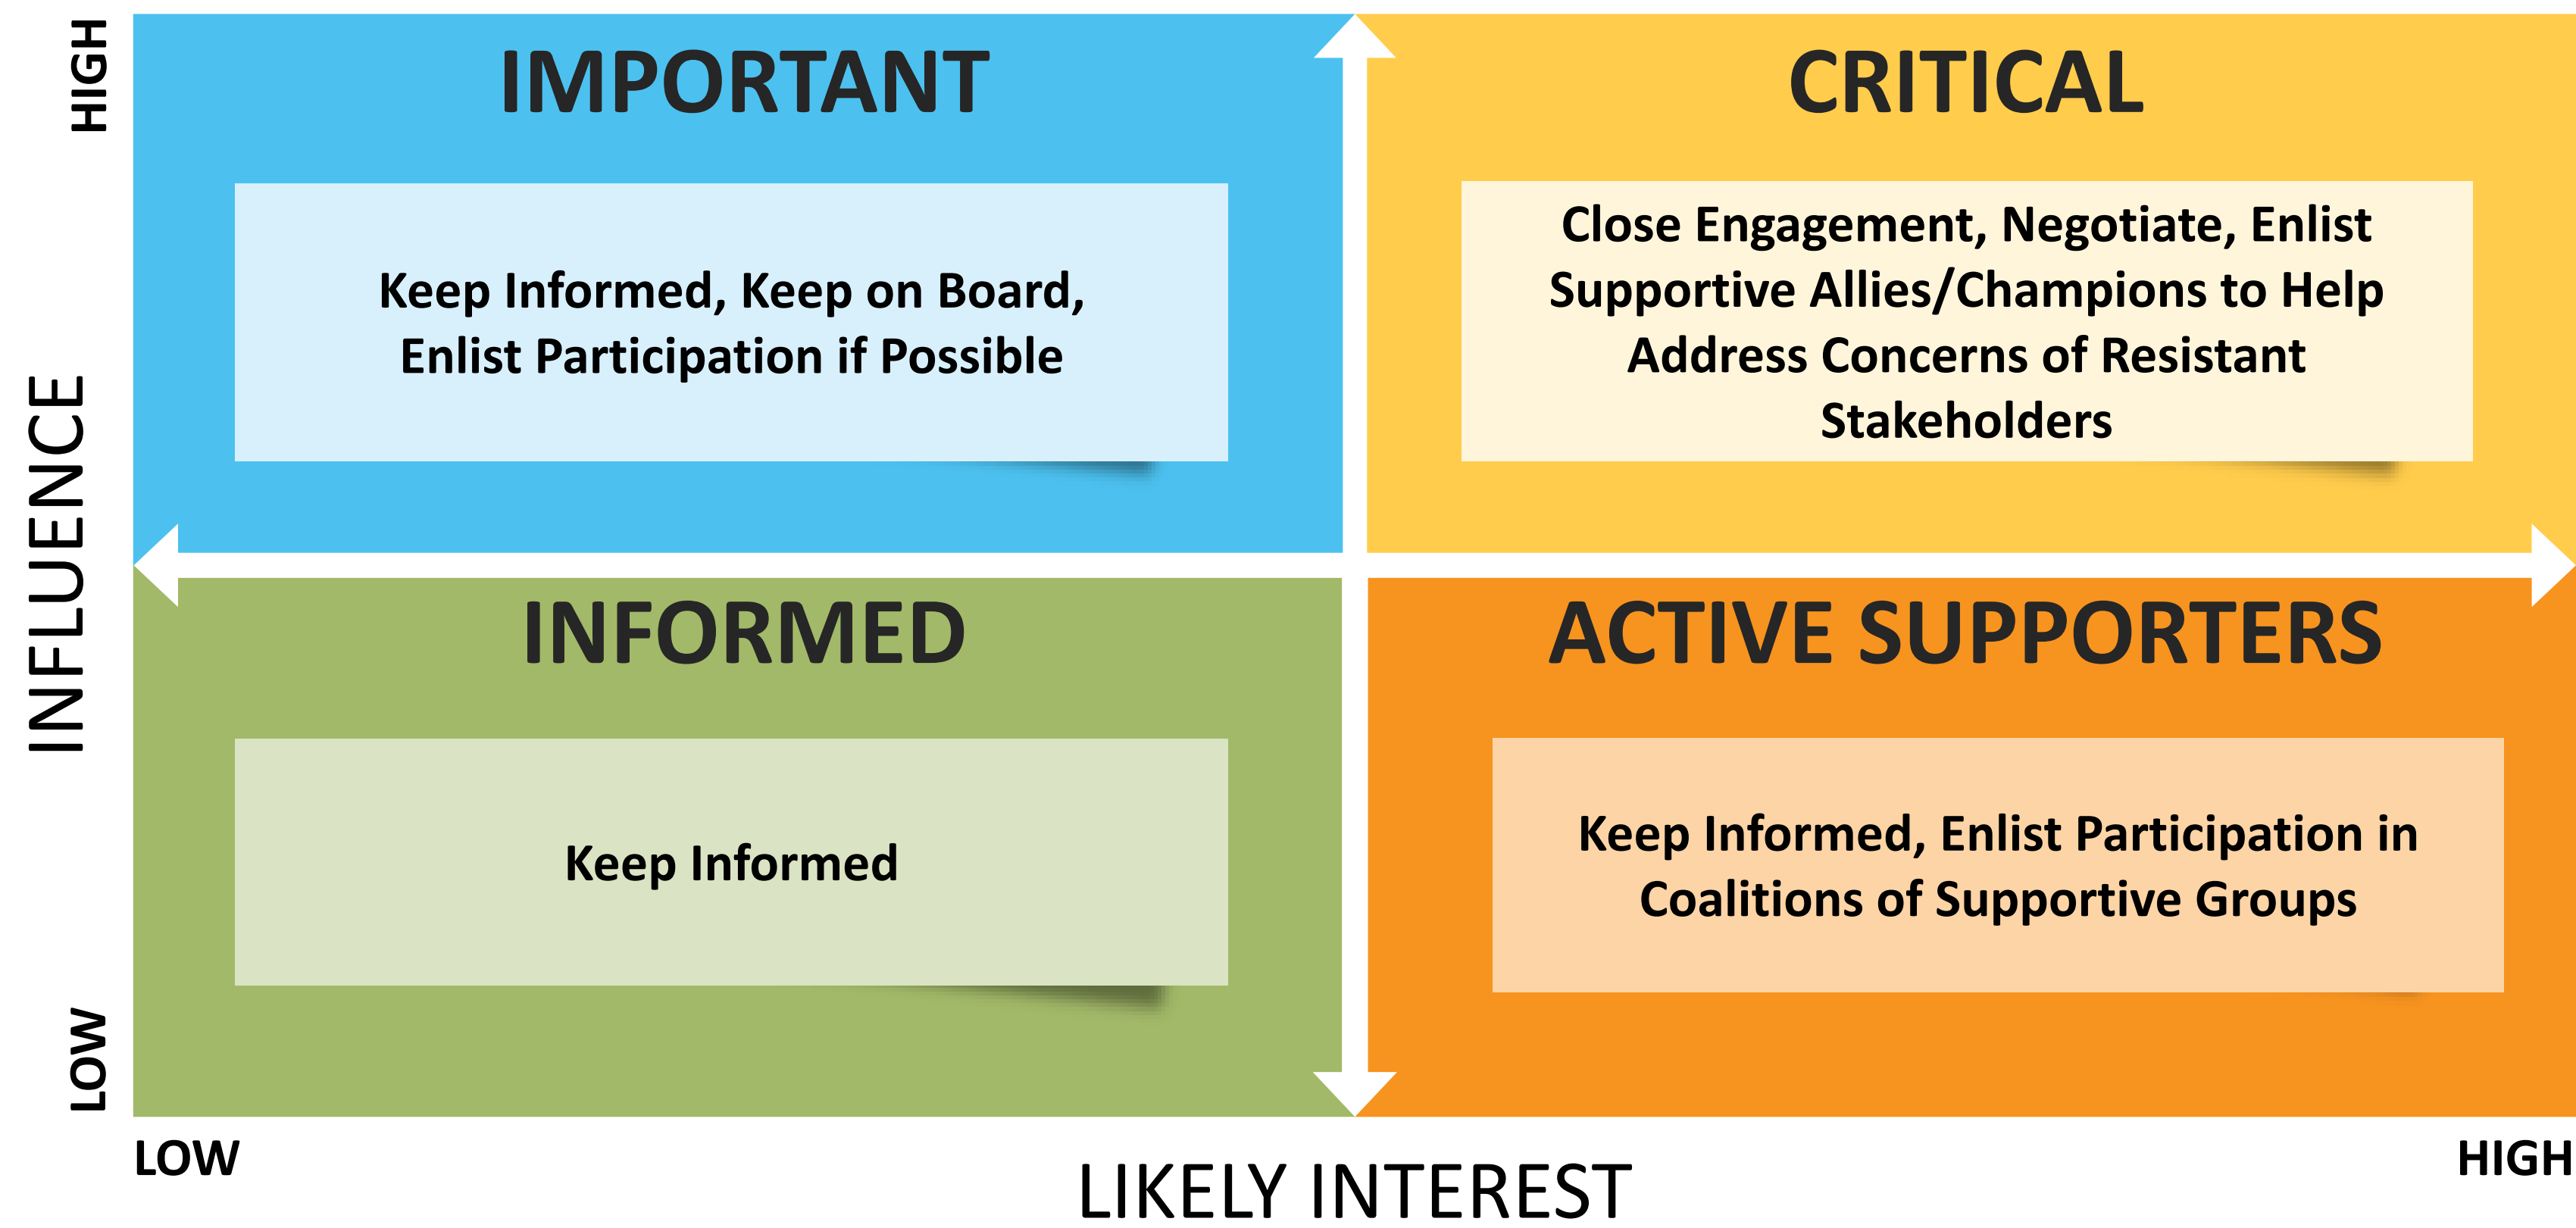 HIGH
IMPORTANT
CRITICAL
Keep Informed, Keep on Board,
Enlist Participation if Possible
Close Engagement, Negotiate, Enlist
Supportive Allies/Champions to Help
Address Concerns of Resistant
Stakeholders
INFLUENCE
INFORMED
ACTIVE SUPPORTERS
Keep Informed
Keep Informed, Enlist Participation in
Coalitions of Supportive Groups
LOW
LOW
LIKELY INTEREST
HIGH